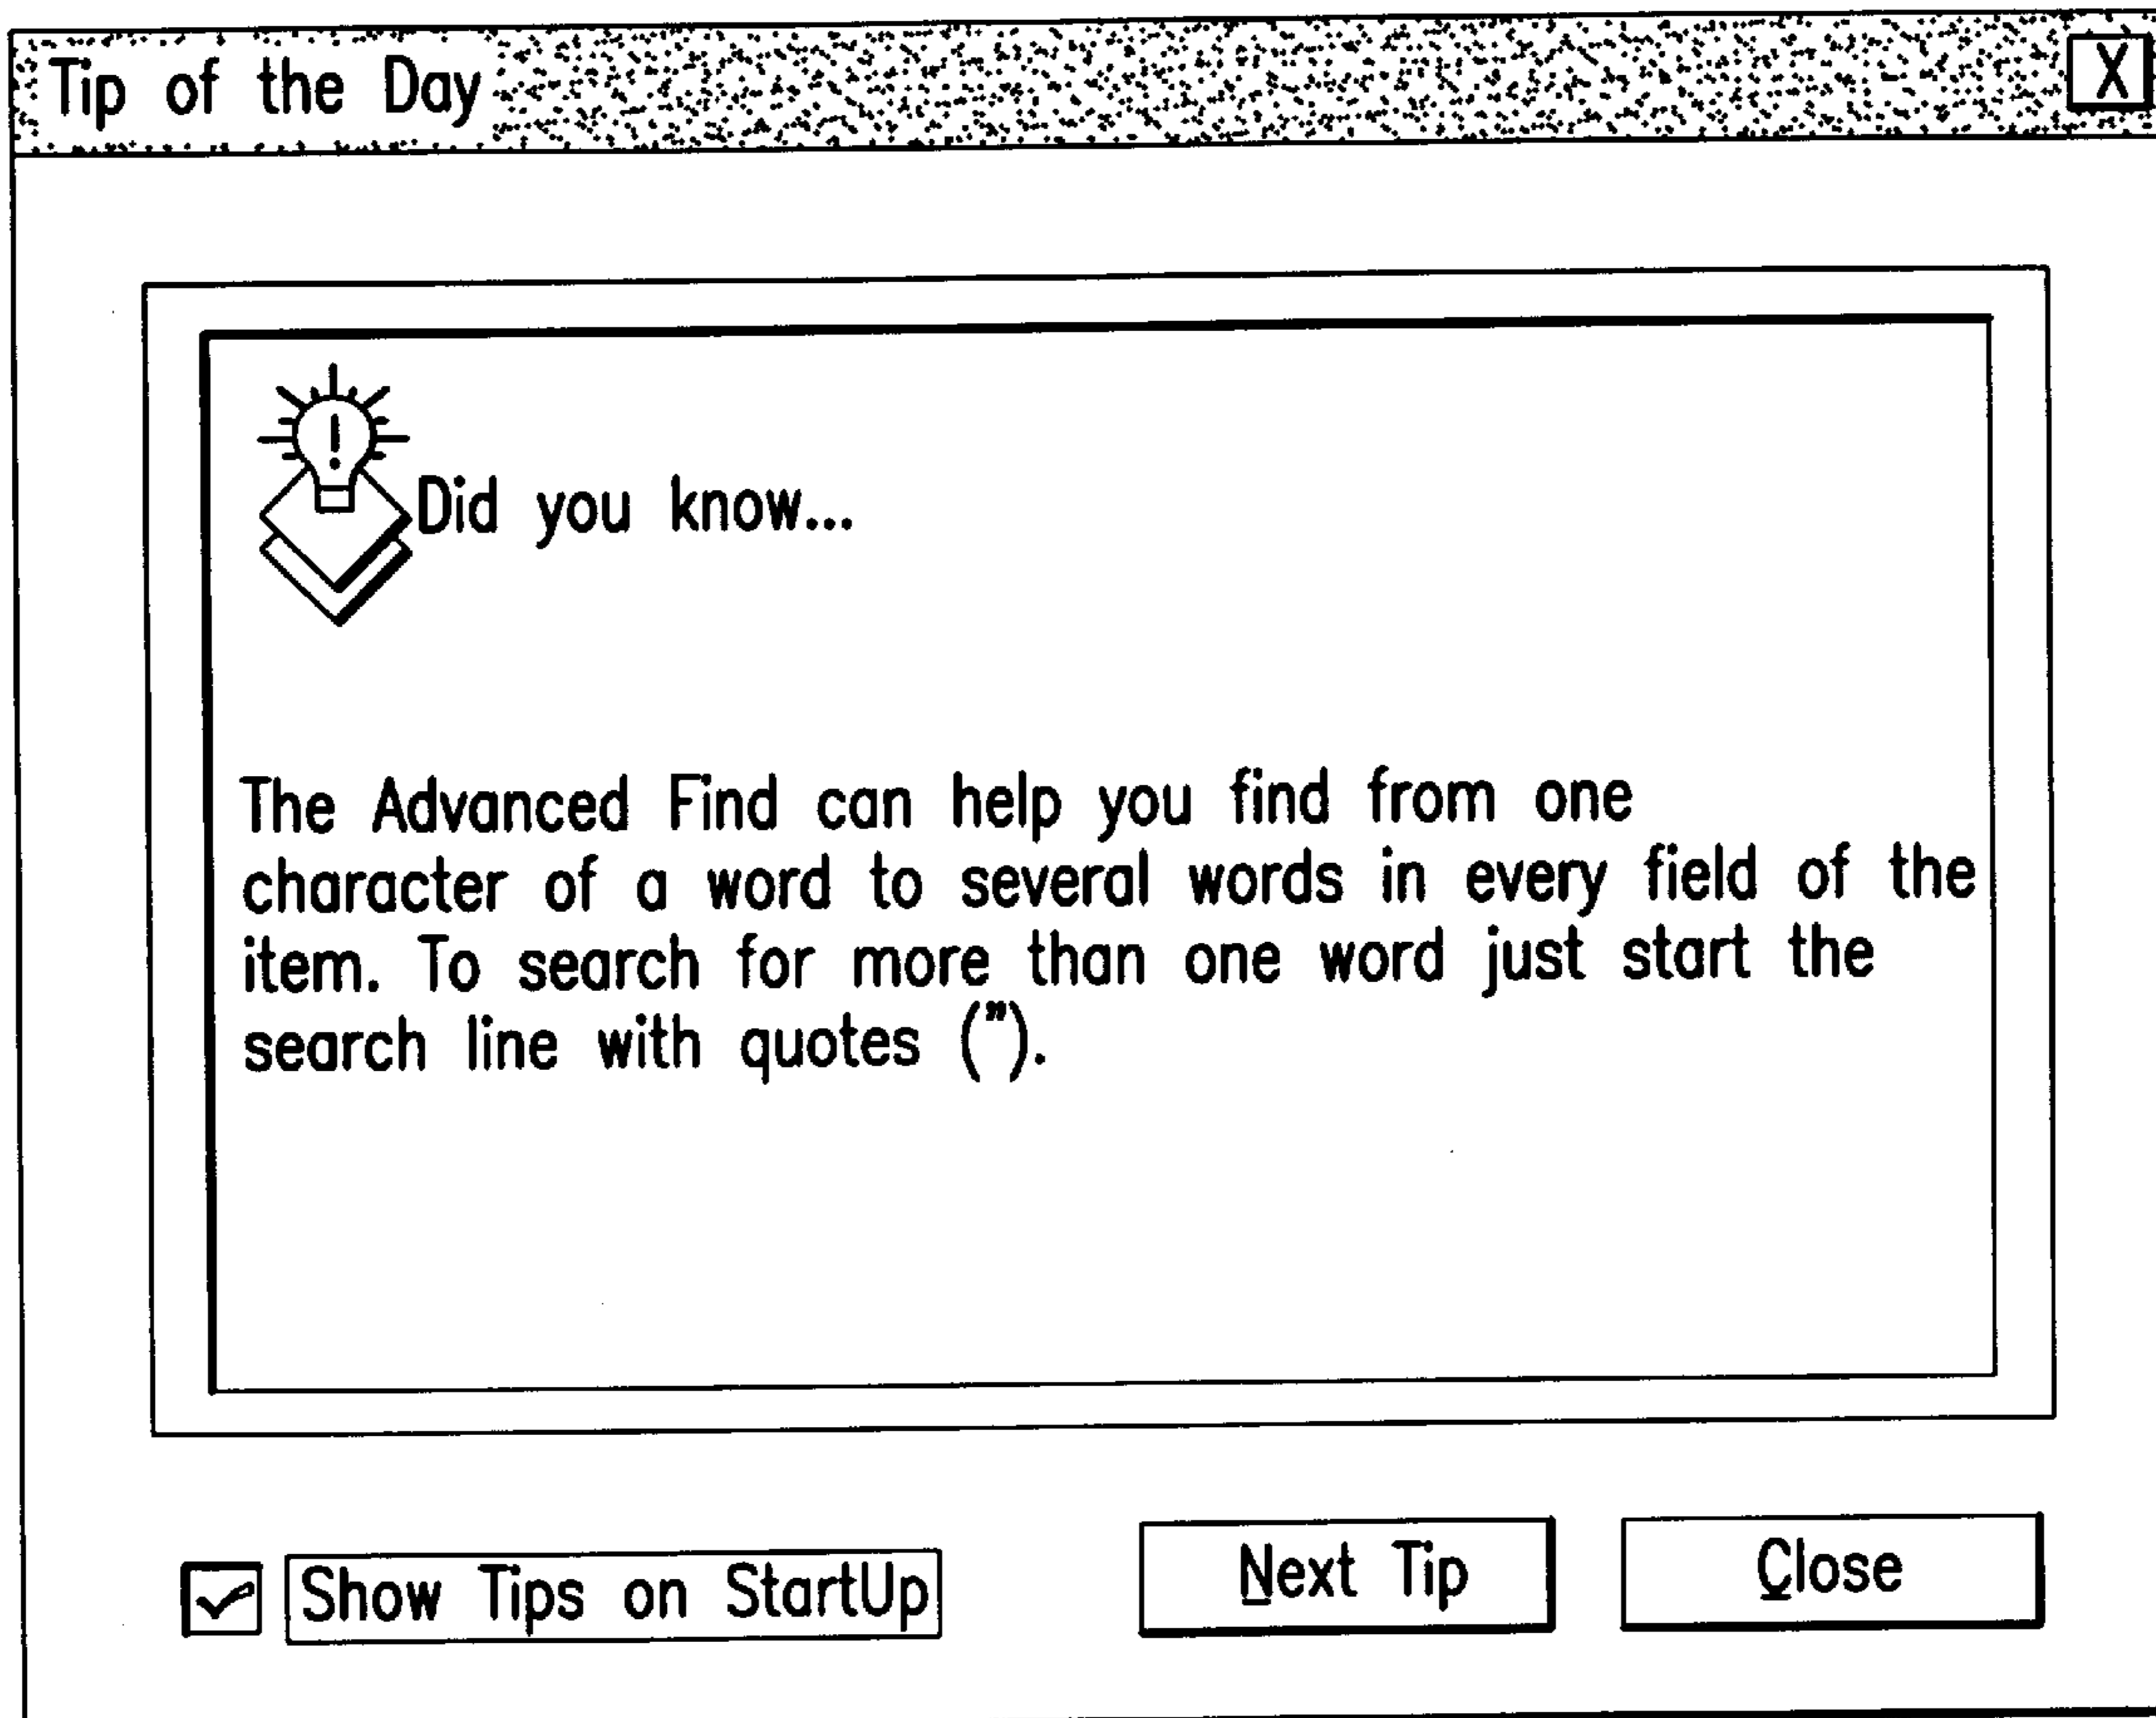 Tip of the Day X
Did you know...
The Advanced Find can help you find from one
character of a word to several words in every field of the
item. To search for more than one word just start the
search line with quotes (").
Show Tips on StartUp Next Tip Close